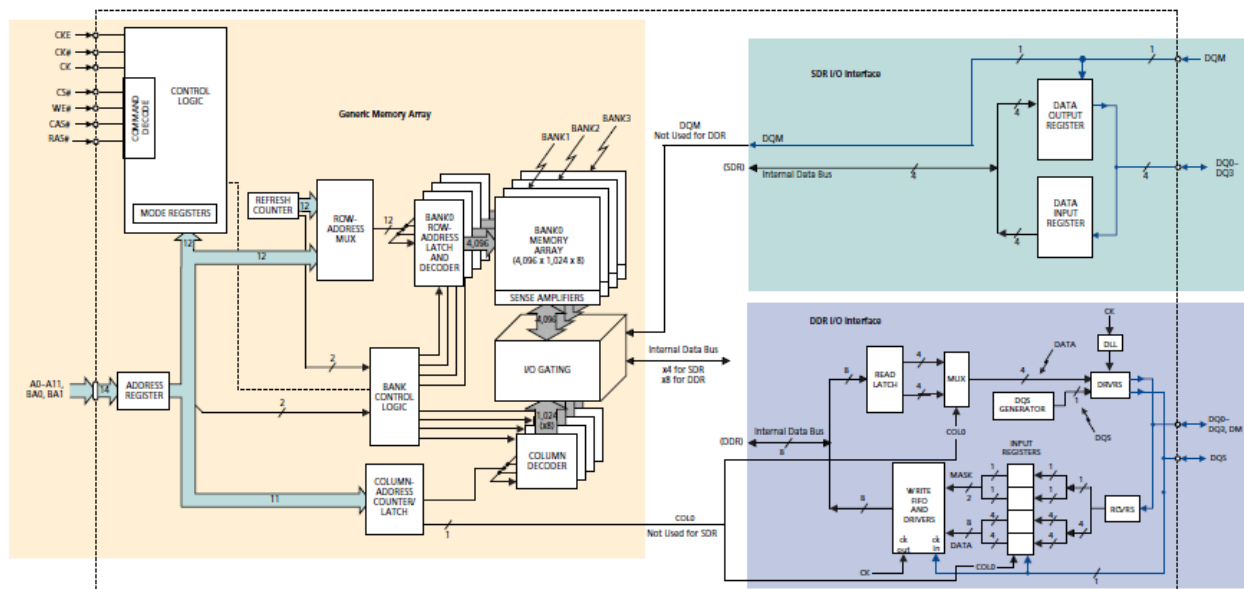 CKE
CK#
CK
CS#
WE#
CAS#
RAS#
COMMAND
DECODE
CONTROL
LOGIC
MODE REGISTERS
12
Generic Memory Array
REFRESH
COUNTER
12
12
ROW-
ADDRESS
MUX
12
BANK0
ROW-
ADDRESS
LATCH
AND
DECODER
4,096
BANK1
BANK2
BANK3
BANK0
MEMORY
ARRAY
(4,096 x 1,024 x 8)
SENSE AMPLIFIERS
4,096
I/O GATING
1,024
(x8)
COLUMN
DECODER
2
2
BANK
CONTROL
LOGIC
A0–A11,
BA0, BA1
14
ADDRESS
REGISTER
11
COLUMN-
ADDRESS
COUNTER/
LATCH
1
COL0
Not Used for SDR
DQM
Not Used for DDR
Internal Data Bus
x4 for SDR
x8 for DDR
SDR I/O Interface
1
1
DQM
DQM
(SDR)
Internal Data Bus
4
4
4
DATA
OUTPUT
REGISTER
DATA
INPUT
REGISTER
4
DQ0–
DQ3
DDR I/O Interface
CK
DLL
DATA
8
READ
LATCH
4
4
MUX
4
DRVRS
DQS
GENERATOR
1
DQS
COL0
(DDR)
Internal Data Bus
8
DQ0–
DQ3, DM
DQS
INPUT
REGISTERS
8
WRITE
FIFO
AND
DRIVERS
ck
out
ck
in
MASK
2
8
DATA
1
1
4
4
1
1
4
4
1
4
RCVRS
CK
COL0
1